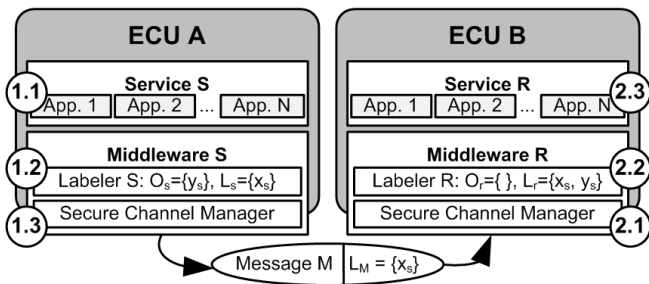 ECU A
ECU B
1.1
Service S
App. 1 App. 2 ... App. N
Service R
App. 1 App. 2 ... App. N
2.3
1.2
Middleware S
Labeler S: Oₛ={yₛ}, Lₛ={xₛ}
Middleware R
Labeler R: Oᵣ={ }, Lᵣ={xₛ, yₛ}
2.2
1.3
Secure Channel Manager
Secure Channel Manager
2.1
Message M
L_M = {xₛ}